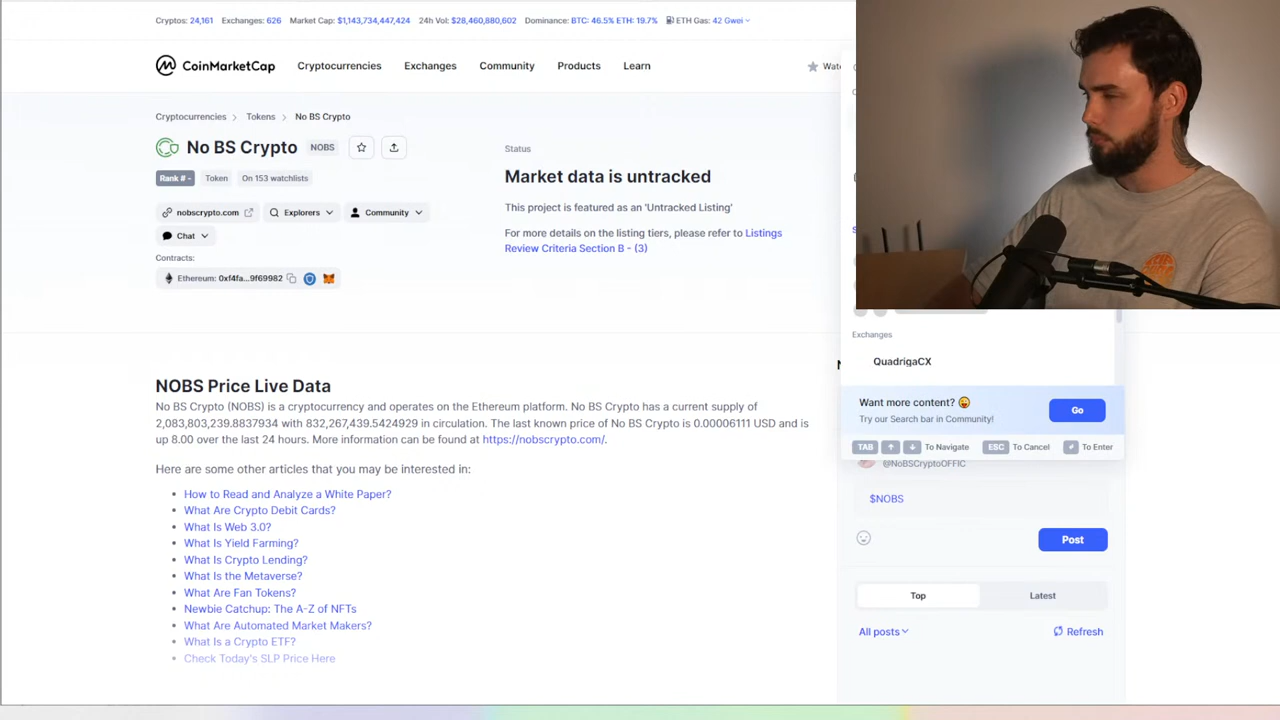 Cryptos: 24,161 Exchanges: 626 Market Cap: $1,143,734,447,424 24h Vol: $28,460,880,602 Dominance: BTC: 46.5% ETH: 19.7% ETH Gas: 42 Gwei
CoinMarketCap Cryptocurrencies Exchanges Community Products Learn
Cryptocurrencies > Tokens > No BS Crypto
No BS Crypto NOBS
Rank # - Token On 153 watchlists
nobscrypto.com Explorers Community
Chat
Contracts:
Ethereum: 0xf4fa...9f69982
Status
Market data is untracked
This project is featured as an 'Untracked Listing'
For more details on the listing tiers, please refer to Listings
Review Criteria Section B - (3)
NOBS Price Live Data
No BS Crypto (NOBS) is a cryptocurrency and operates on the Ethereum platform. No BS Crypto has a current supply of
2,083,803,239.8837934 with 832,267,439.5424929 in circulation. The last known price of No BS Crypto is 0.00006111 USD and is
up 8.00 over the last 24 hours. More information can be found at https://nobscrypto.com/.
Here are some other articles that you may be interested in:
How to Read and Analyze a White Paper?
What Are Crypto Debit Cards?
What Is Web 3.0?
What Is Yield Farming?
What Is Crypto Lending?
What Is the Metaverse?
What Are Fan Tokens?
Newbie Catchup: The A-Z of NFTs
What Are Automated Market Makers?
What Is a Crypto ETF?
Check Today's SLP Price Here
Exchanges
QuadrigaCX
Want more content?
Try our Search bar in Community!
Go
TAB ↑ ↓ To Navigate ESC To Cancel To Enter
@NoBSCryptoOFFIC
$NOBS
Post
Top Latest
All posts Refresh